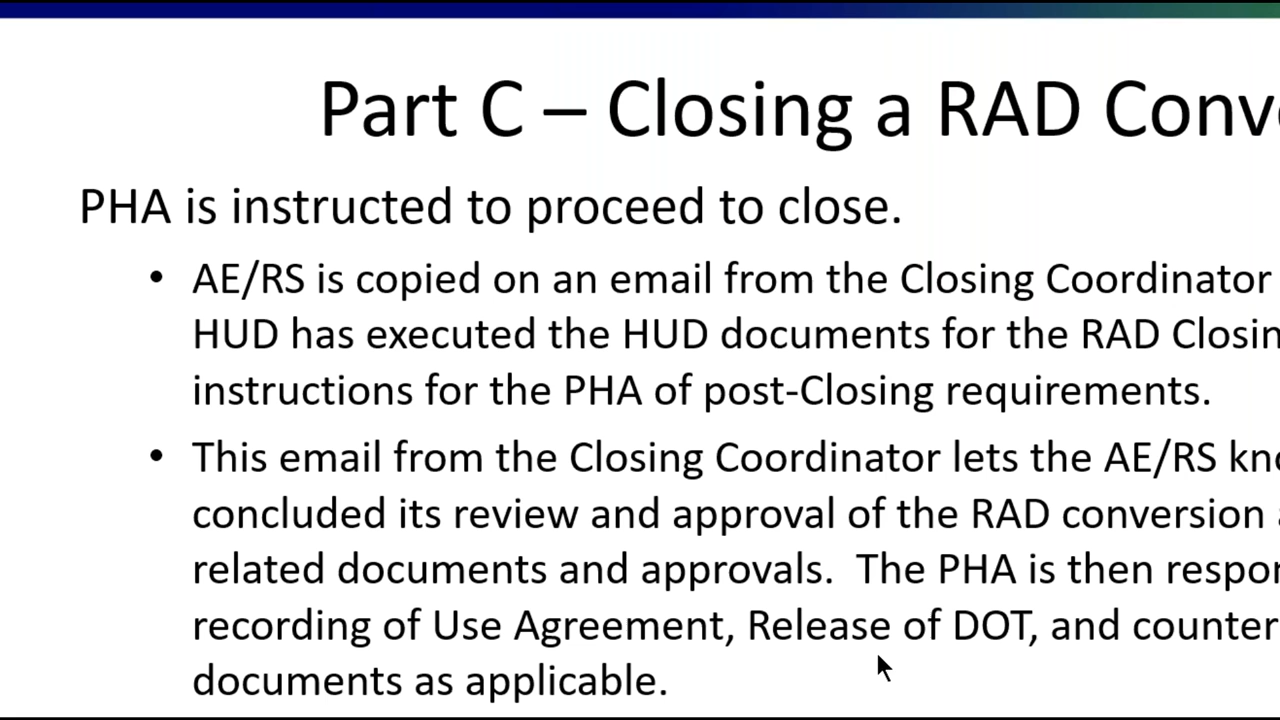 Part C – Closing a RAD Conve
PHA is instructed to proceed to close.
• AE/RS is copied on an email from the Closing Coordinator
HUD has executed the HUD documents for the RAD Closin
instructions for the PHA of post-Closing requirements.
• This email from the Closing Coordinator lets the AE/RS kno
concluded its review and approval of the RAD conversion
related documents and approvals. The PHA is then respon
recording of Use Agreement, Release of DOT, and counter
documents as applicable.